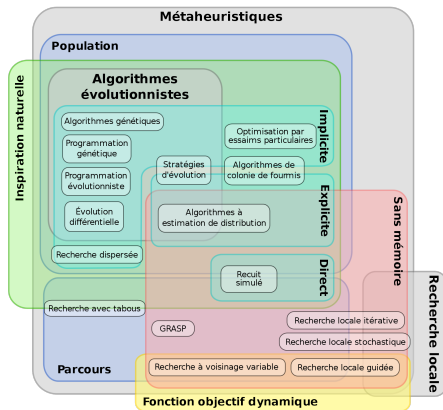 Métaheuristiques
Population
Algorithmes
évolutionnistes
Inspiration naturelle
Implicite
Algorithmes génétiques
Optimisation par
essaims particulaires
Programmation
génétique
Stratégies
d'évolution
Algorithmes de
colonie de fourmis
Programmation
évolutionniste
Explicite
Sans mémoire
Évolution
différentielle
Algorithmes à
estimation de distribution
Recherche dispersée
Direct
Recuit
simulé
Recherche locale
Recherche avec tabous
GRASP
Recherche locale itérative
Recherche locale stochastique
Parcours
Recherche à voisinage variable
Recherche locale guidée
Fonction objectif dynamique